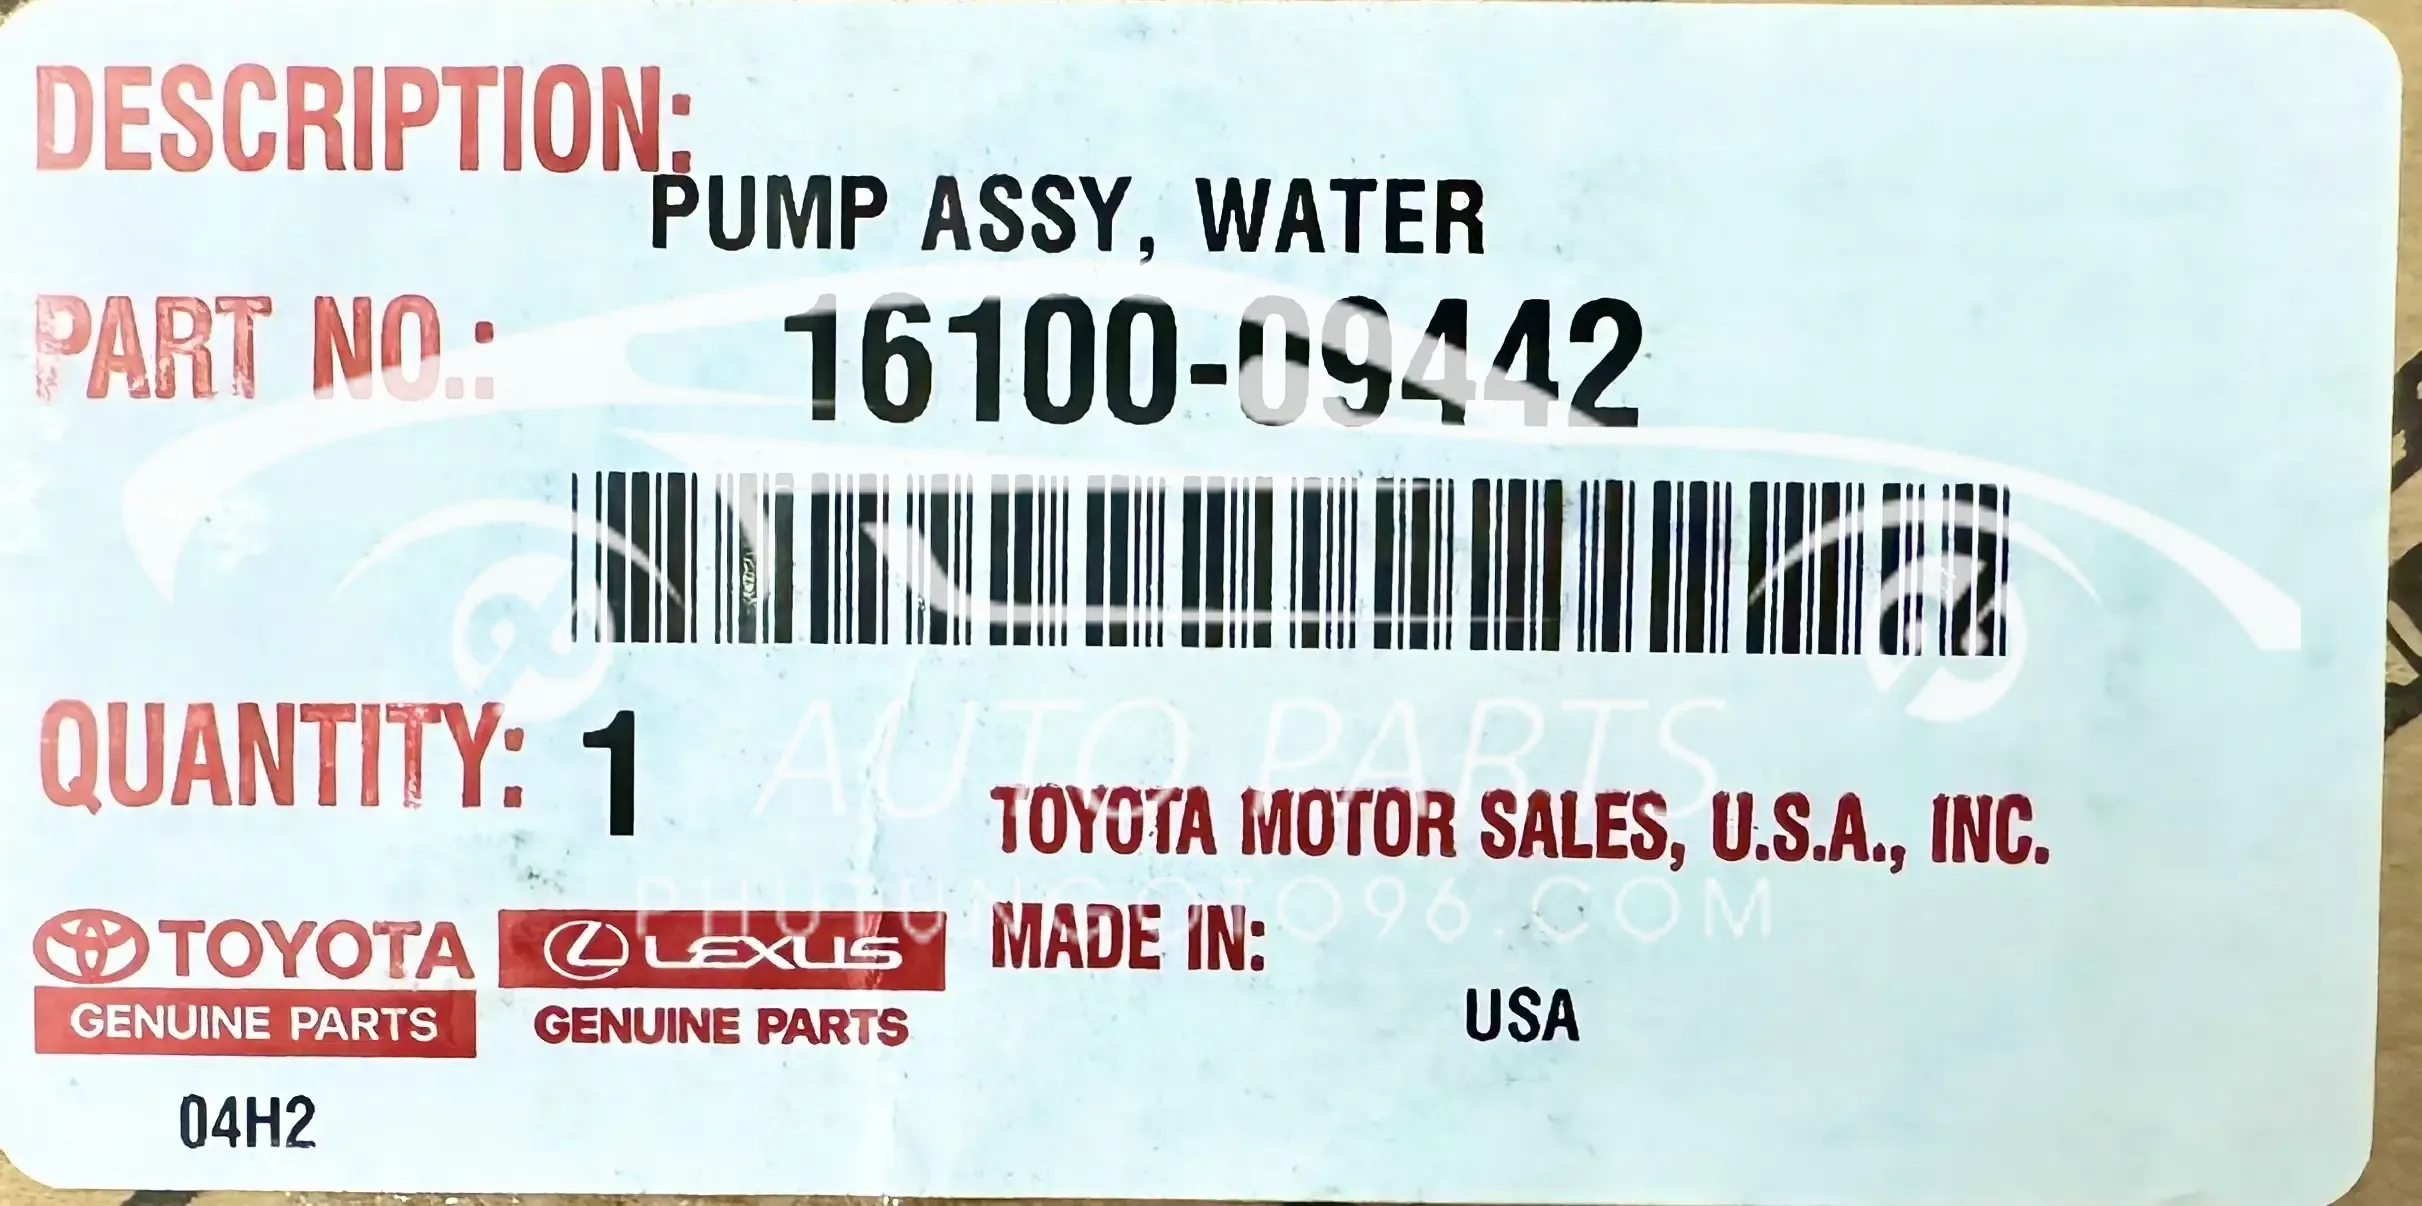 DESCRIPTION:
PUMP ASSY, WATER
PART NO.: 16100-09442
QUANTITY: 1
AUTO PARTS
TOYOTA MOTOR SALES, U.S.A., INC.
PHUTUNGOTO96.COM
TOYOTA
GENUINE PARTS
LEXUS
GENUINE PARTS
MADE IN:
USA
04H2